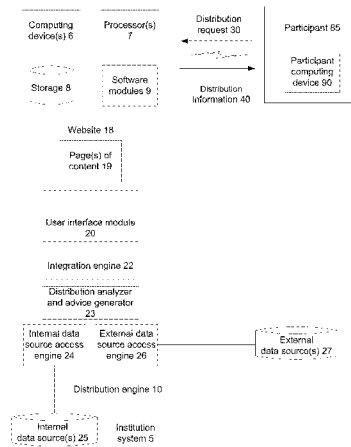 Computing
device(s) 6
Processor(s)
7
Distribution
request 30
Participant 85
Storage 8
Software
modules 9
Distribution
Information 40
Participant
computing
device 90
Website 18
Page(s) of
content 19
User interface module
20
Integration engine 22
Distribution analyzer
and advice generator
23
Internal data
source access
engine 24
External data
source access
engine 26
External
data source(s) 27
Distribution engine 10
Internal
data source(s) 25
Institution
system 5